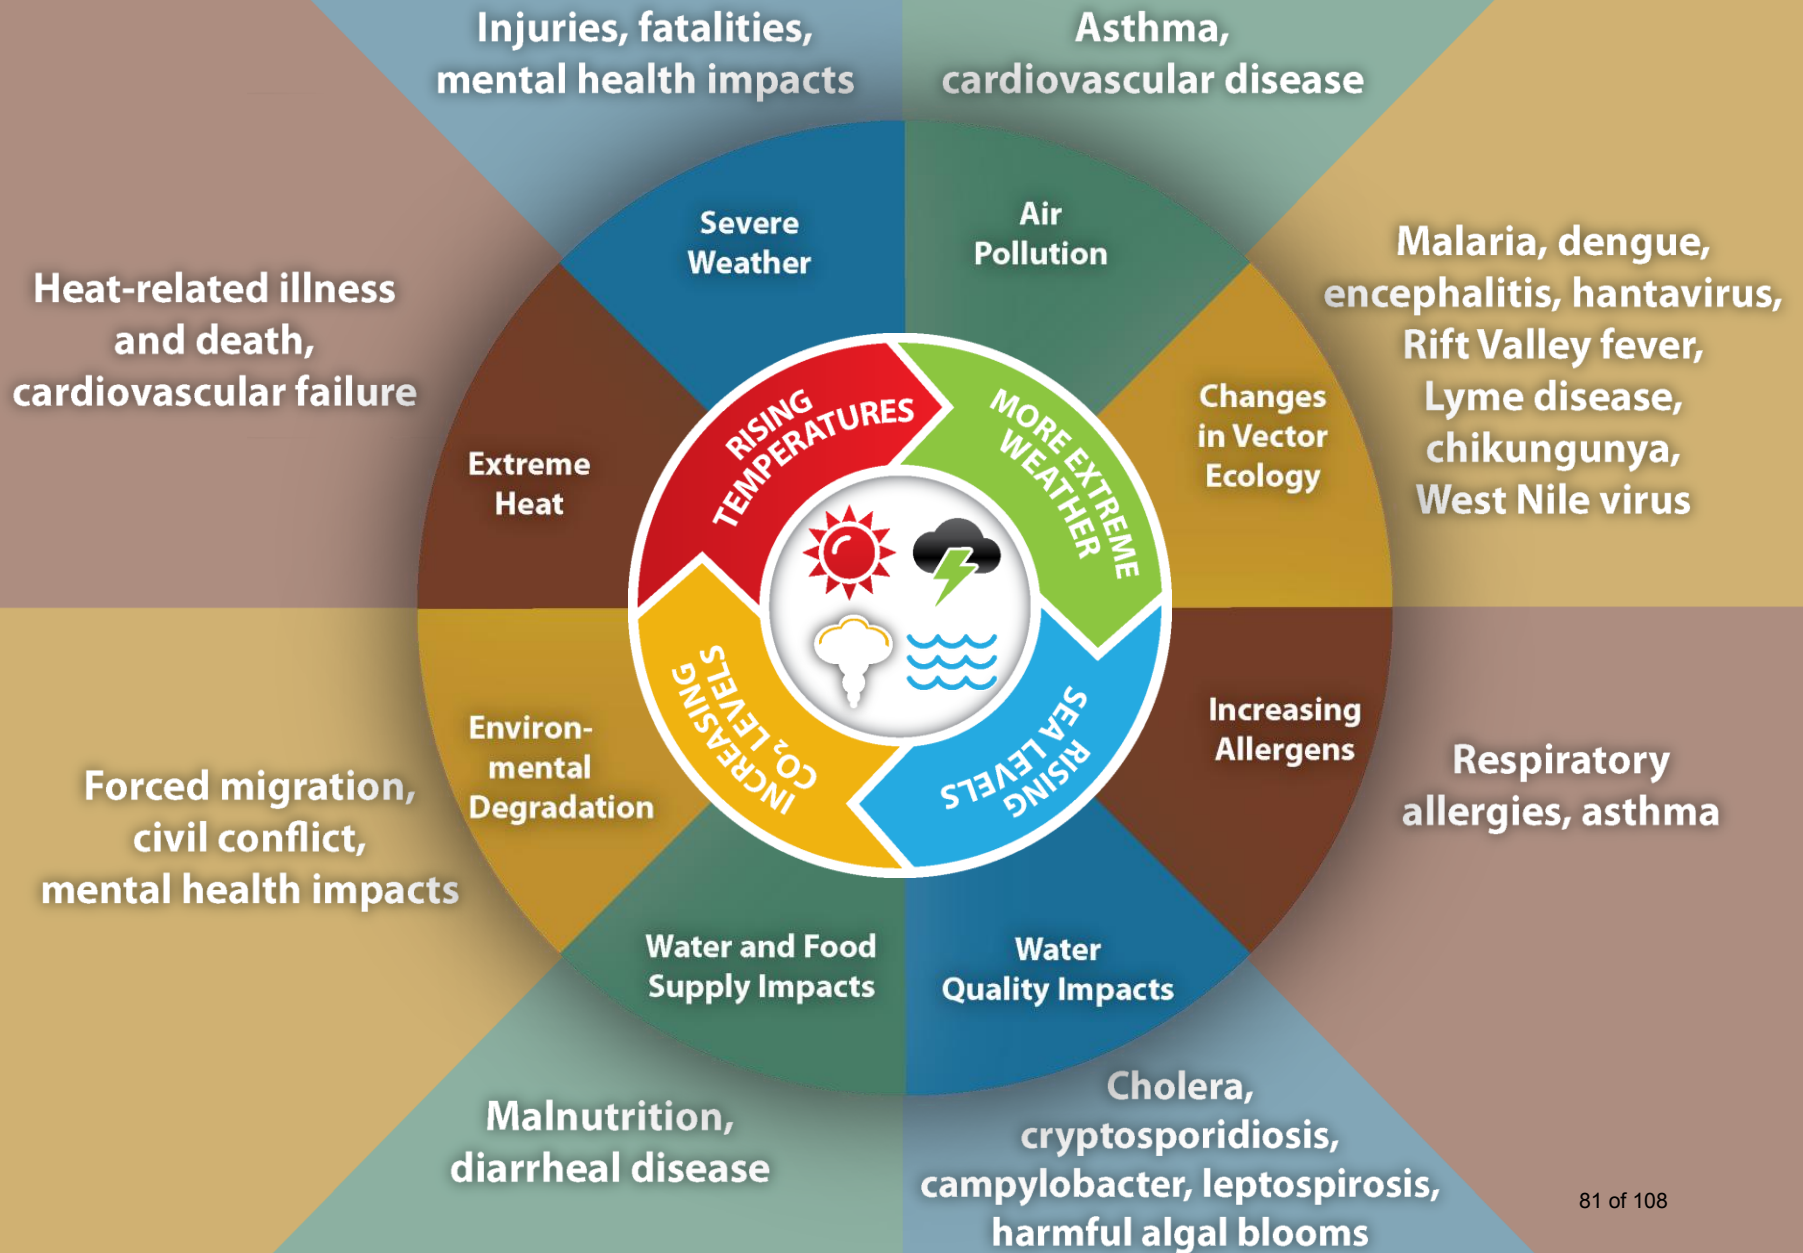 Injuries, fatalities,
mental health impacts
Asthma,
cardiovascular disease
Severe
Weather
Air
Pollution
Heat-related illness
and death,
cardiovascular failure
Malaria, dengue,
encephalitis, hantavirus,
Rift Valley fever,
Lyme disease,
chikungunya,
West Nile virus
Extreme
Heat
Changes
in Vector
Ecology
RISING
TEMPERATURES
MORE EXTREME
WEATHER
INCREASING
CO₂ LEVELS
RISING
SEA LEVELS
Environ-
mental
Degradation
Increasing
Allergens
Forced migration,
civil conflict,
mental health impacts
Respiratory
allergies, asthma
Water and Food
Supply Impacts
Water
Quality Impacts
Malnutrition,
diarrheal disease
Cholera,
cryptosporidiosis,
campylobacter, leptospirosis,
harmful algal blooms
81 of 108